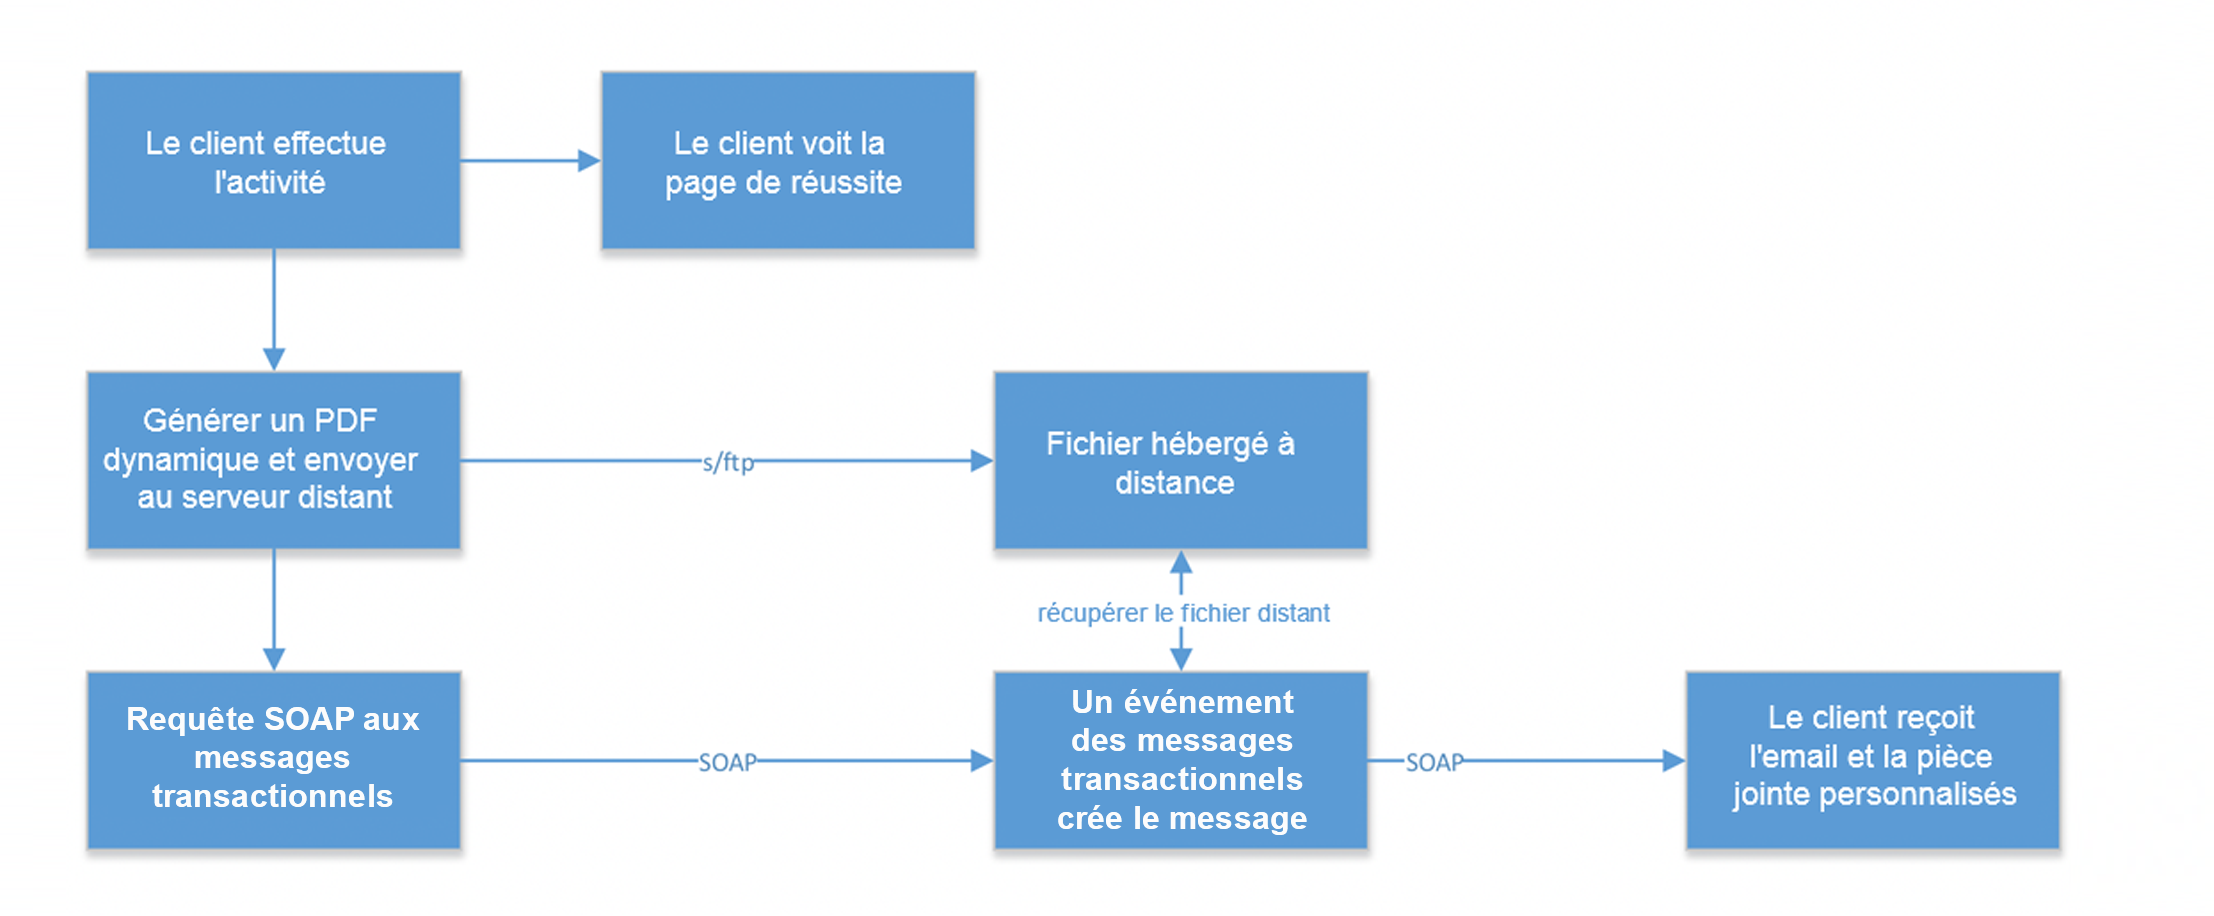 Le client effectue
l'activité
Le client voit la
page de réussite
Générer un PDF
dynamique et envoyer
au serveur distant
s/ftp
Fichier hébergé à
distance
récupérer le fichier distant
Requête SOAP aux
messages
transactionnels
SOAP
Un événement
des messages
transactionnels
crée le message
SOAP
Le client reçoit
l'email et la pièce
jointe personnalisés